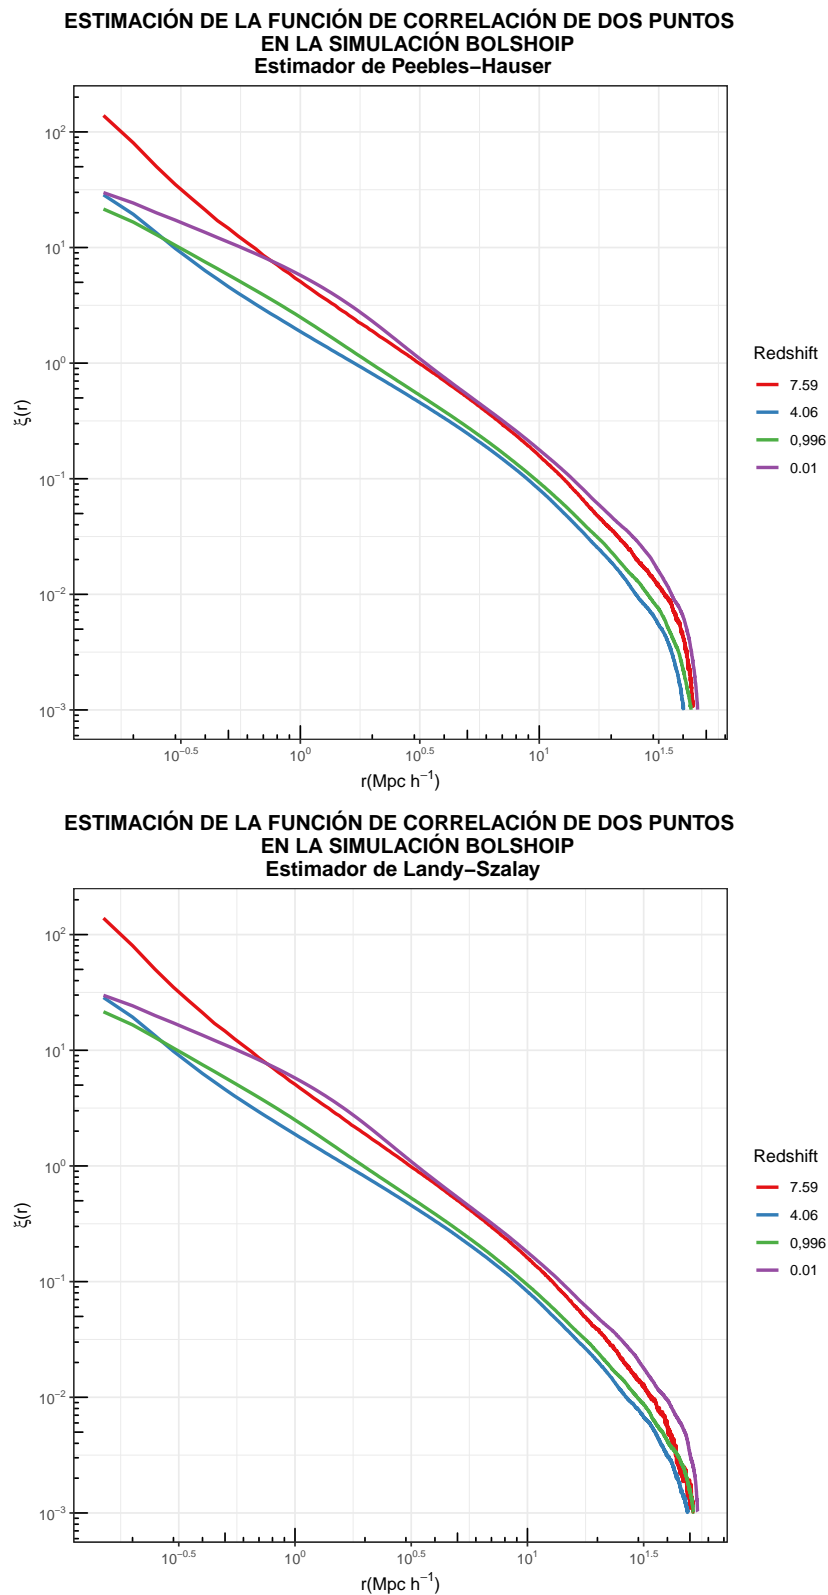 ESTIMACIÓN DE LA FUNCIÓN DE CORRELACIÓN DE DOS PUNTOS
EN LA SIMULACIÓN BOLSHOIP
Estimador de Peebles−Hauser
10²
10¹
10⁰
10⁻¹
10⁻²
10⁻³
ξ(r)
10⁻⁰·⁵
10⁰
10⁰·⁵
10¹
10¹·⁵
r(Mpc h⁻¹)
Redshift
7.59
4.06
0,996
0.01
ESTIMACIÓN DE LA FUNCIÓN DE CORRELACIÓN DE DOS PUNTOS
EN LA SIMULACIÓN BOLSHOIP
Estimador de Landy−Szalay
10²
10¹
10⁰
10⁻¹
10⁻²
10⁻³
ξ(r)
10⁻⁰·⁵
10⁰
10⁰·⁵
10¹
10¹·⁵
r(Mpc h⁻¹)
Redshift
7.59
4.06
0,996
0.01